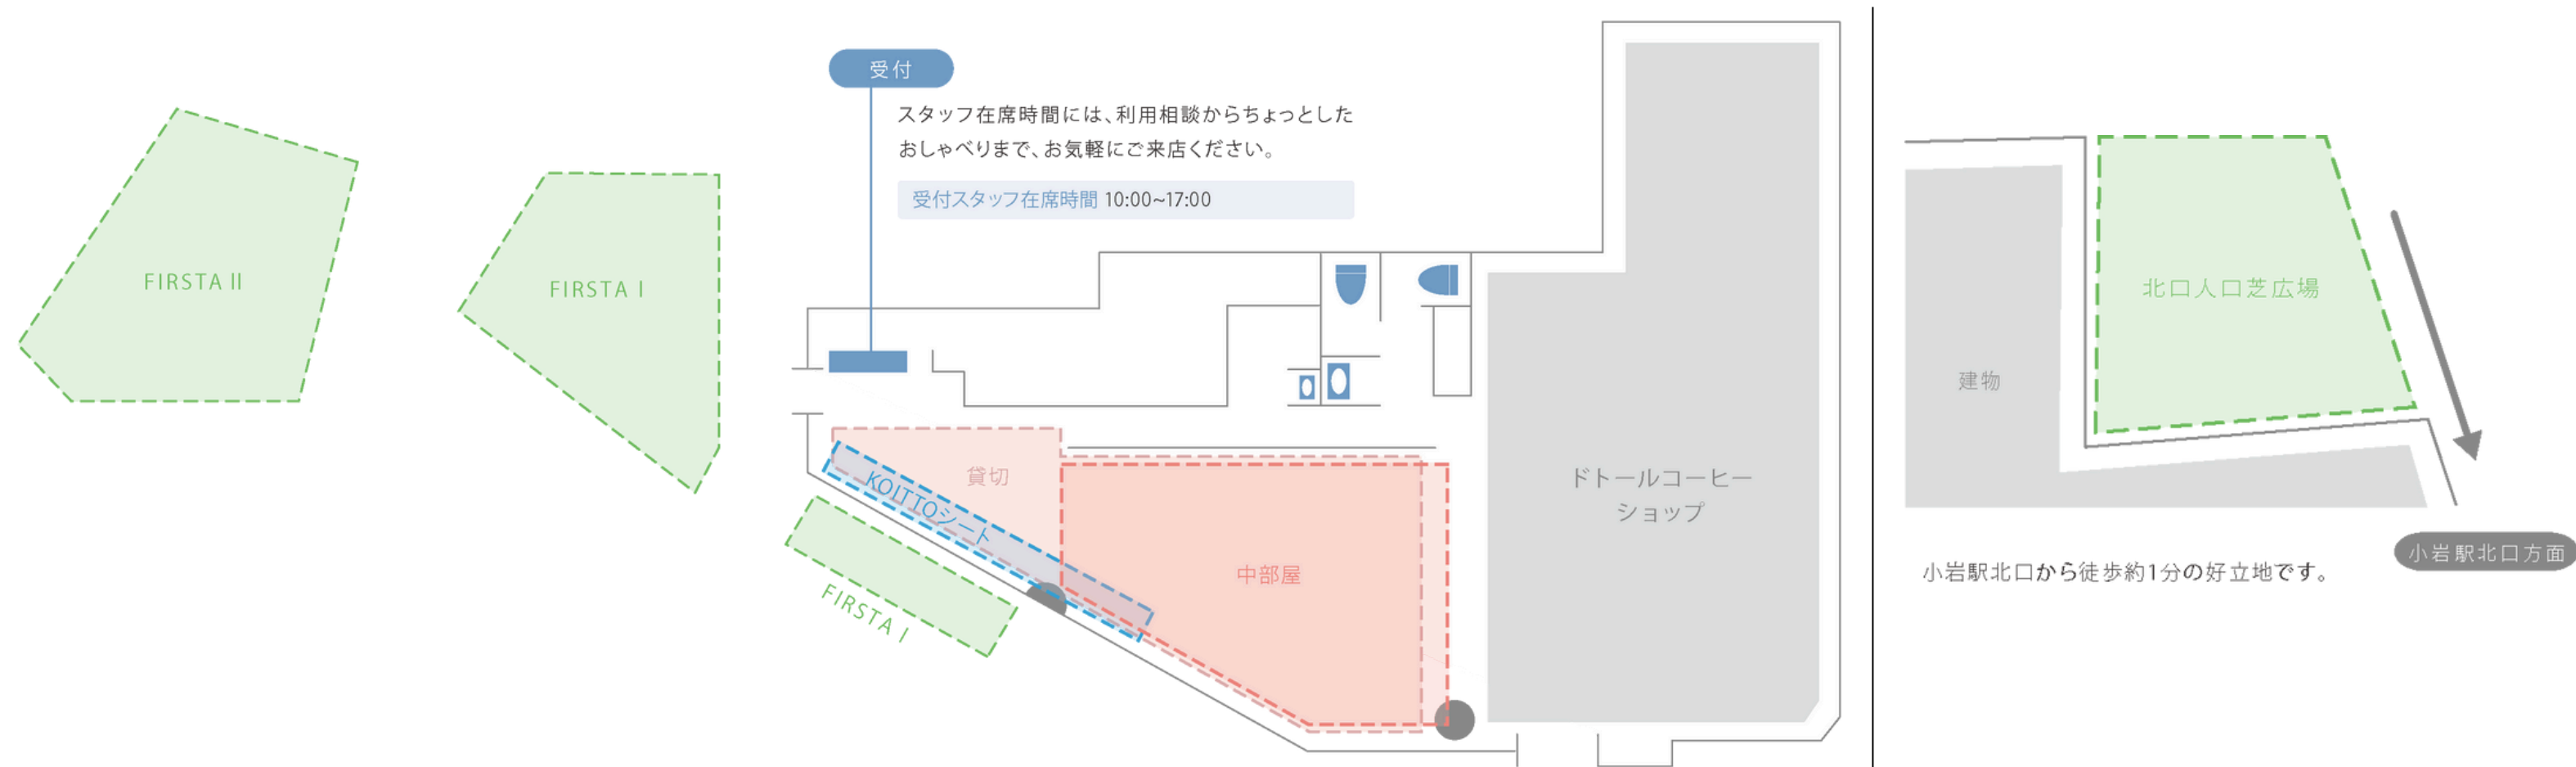 受付
スタッフ在席時間には、利用相談からちょっとした
おしゃべりまで、お気軽にご来店ください。
受付スタッフ在席時間 10:00~17:00
FIRSTA II
FIRSTA I
貸切
KOITTOシート
中部屋
FIRSTA I
ドトールコーヒー
ショップ
北口人口芝広場
建物
小岩駅北口方面
小岩駅北口から徒歩約1分の好立地です。